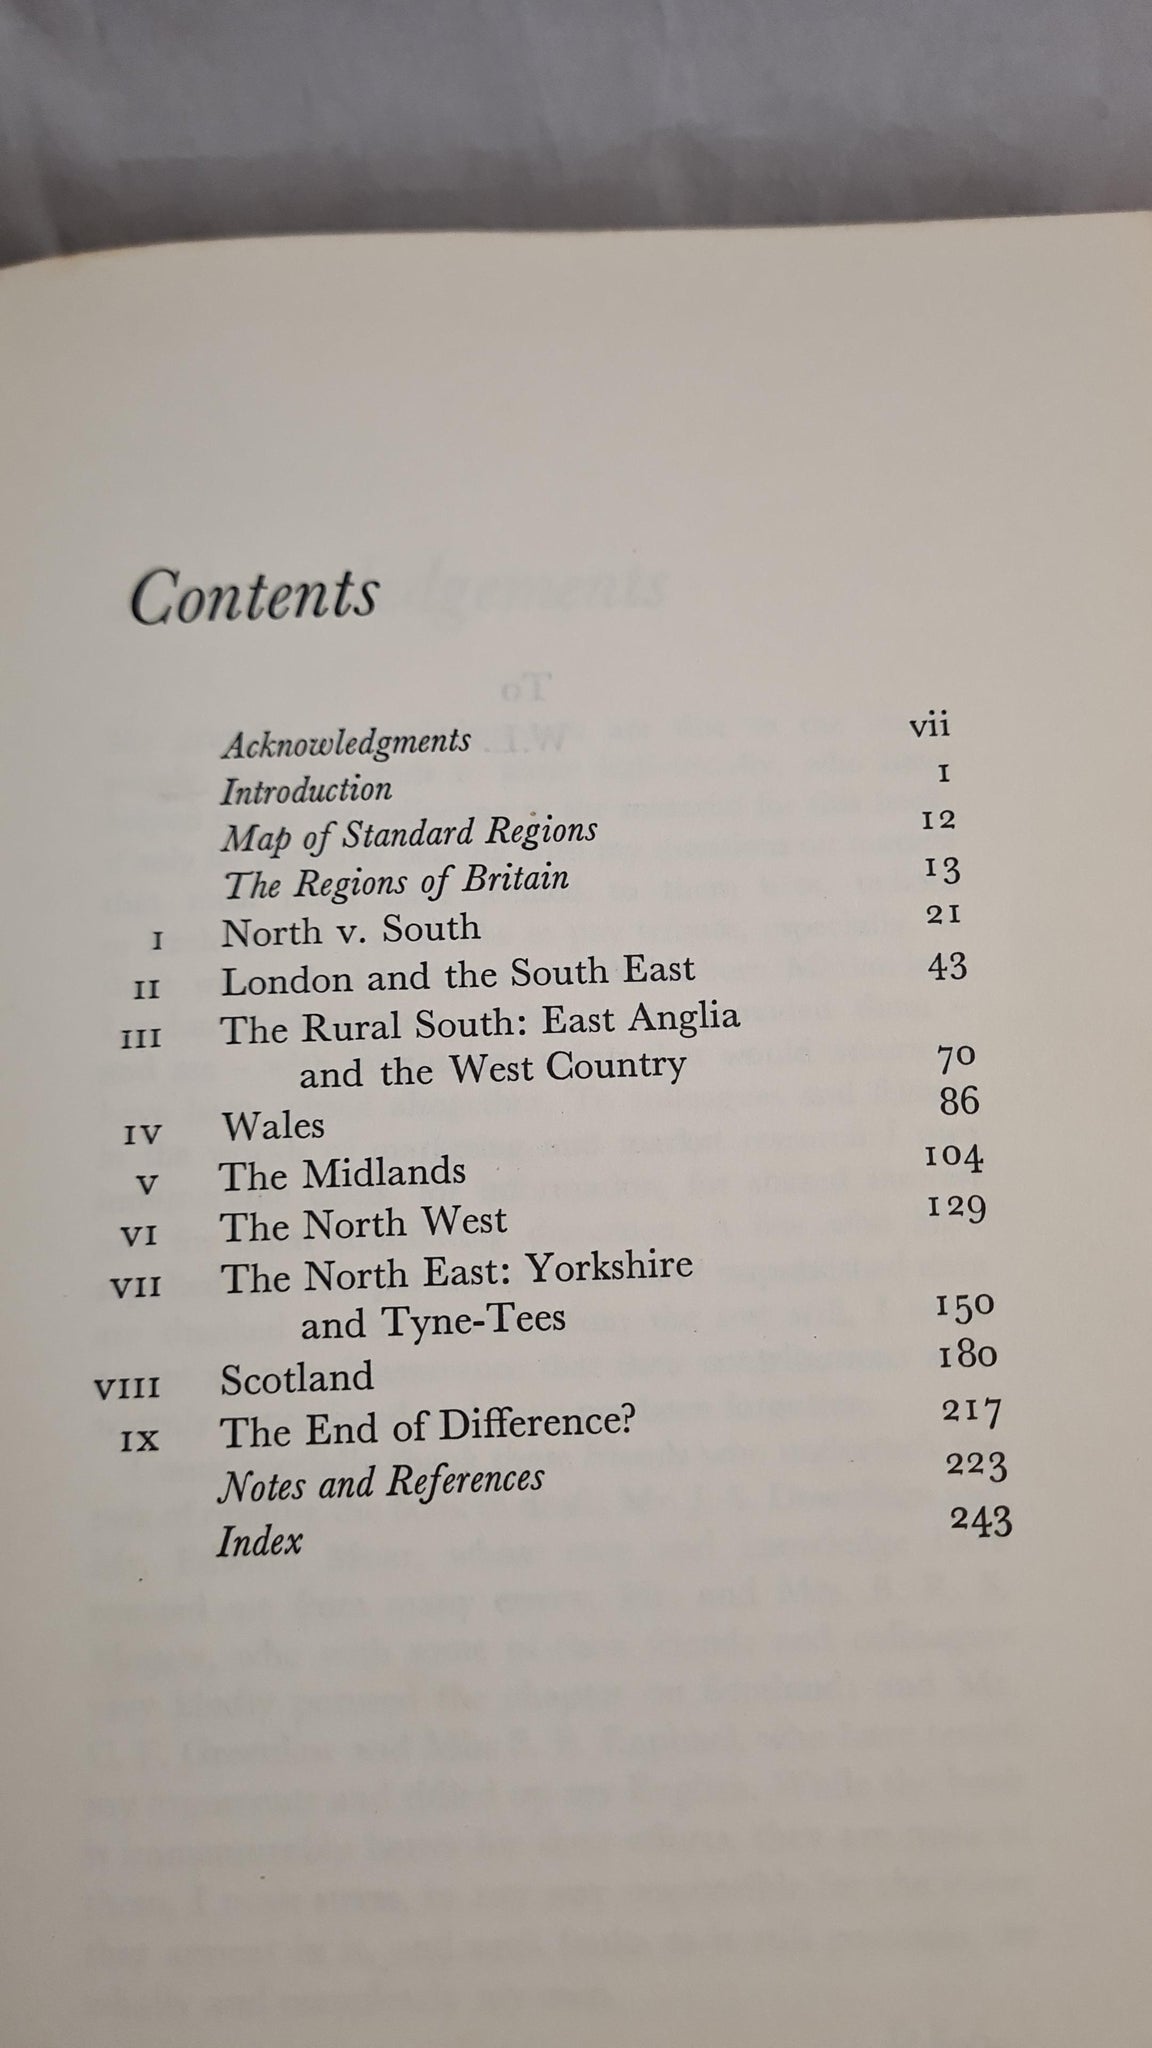 Contents
Acknowledgments vii
Introduction 1
Map of Standard Regions 12
The Regions of Britain 13
I North v. South 21
II London and the South East 43
III The Rural South: East Anglia
and the West Country 70
IV Wales 86
V The Midlands 104
VI The North West 129
VII The North East: Yorkshire
and Tyne-Tees 150
VIII Scotland 180
IX The End of Difference? 217
Notes and References 223
Index 243